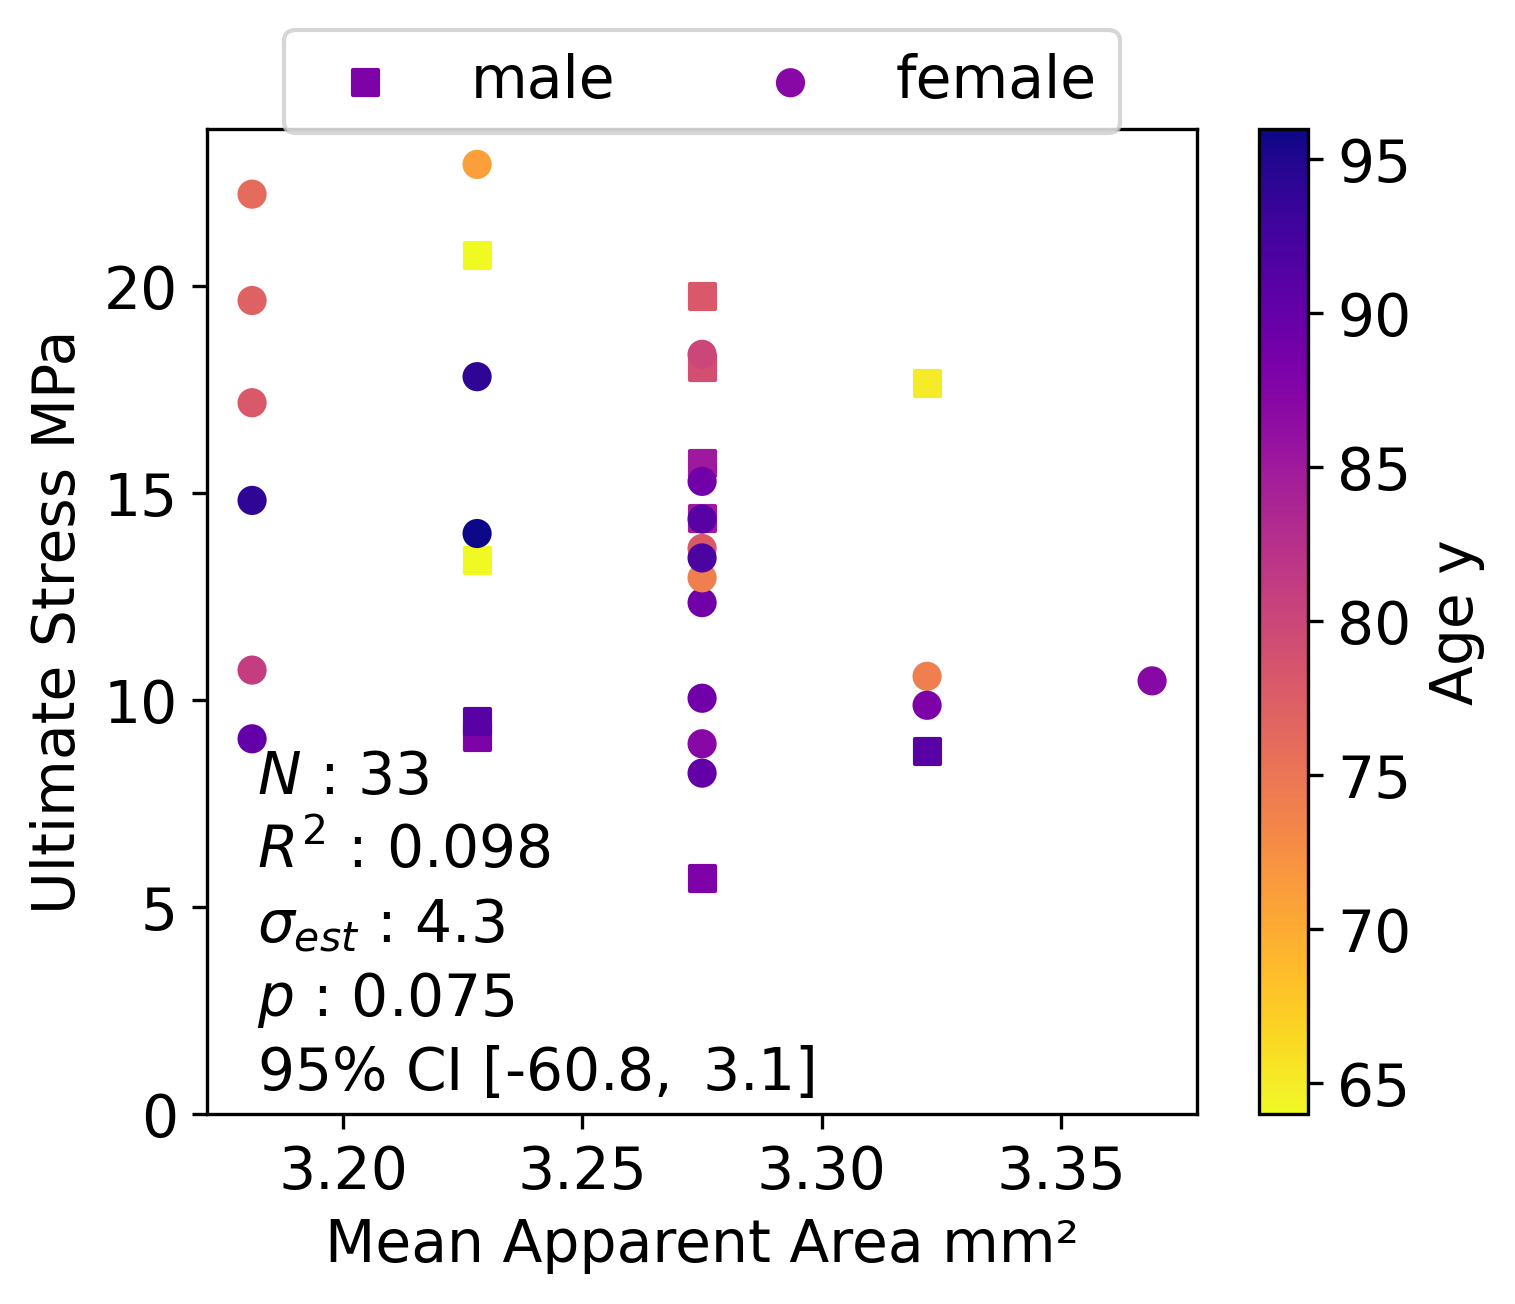 male female
20
15
10
5
0
Ultimate Stress MPa
N : 33
R² : 0.098
σest : 4.3
p : 0.075
95% CI [-60.8, 3.1]
3.20 3.25 3.30 3.35
Mean Apparent Area mm²
95
90
85
80
75
70
65
Age y